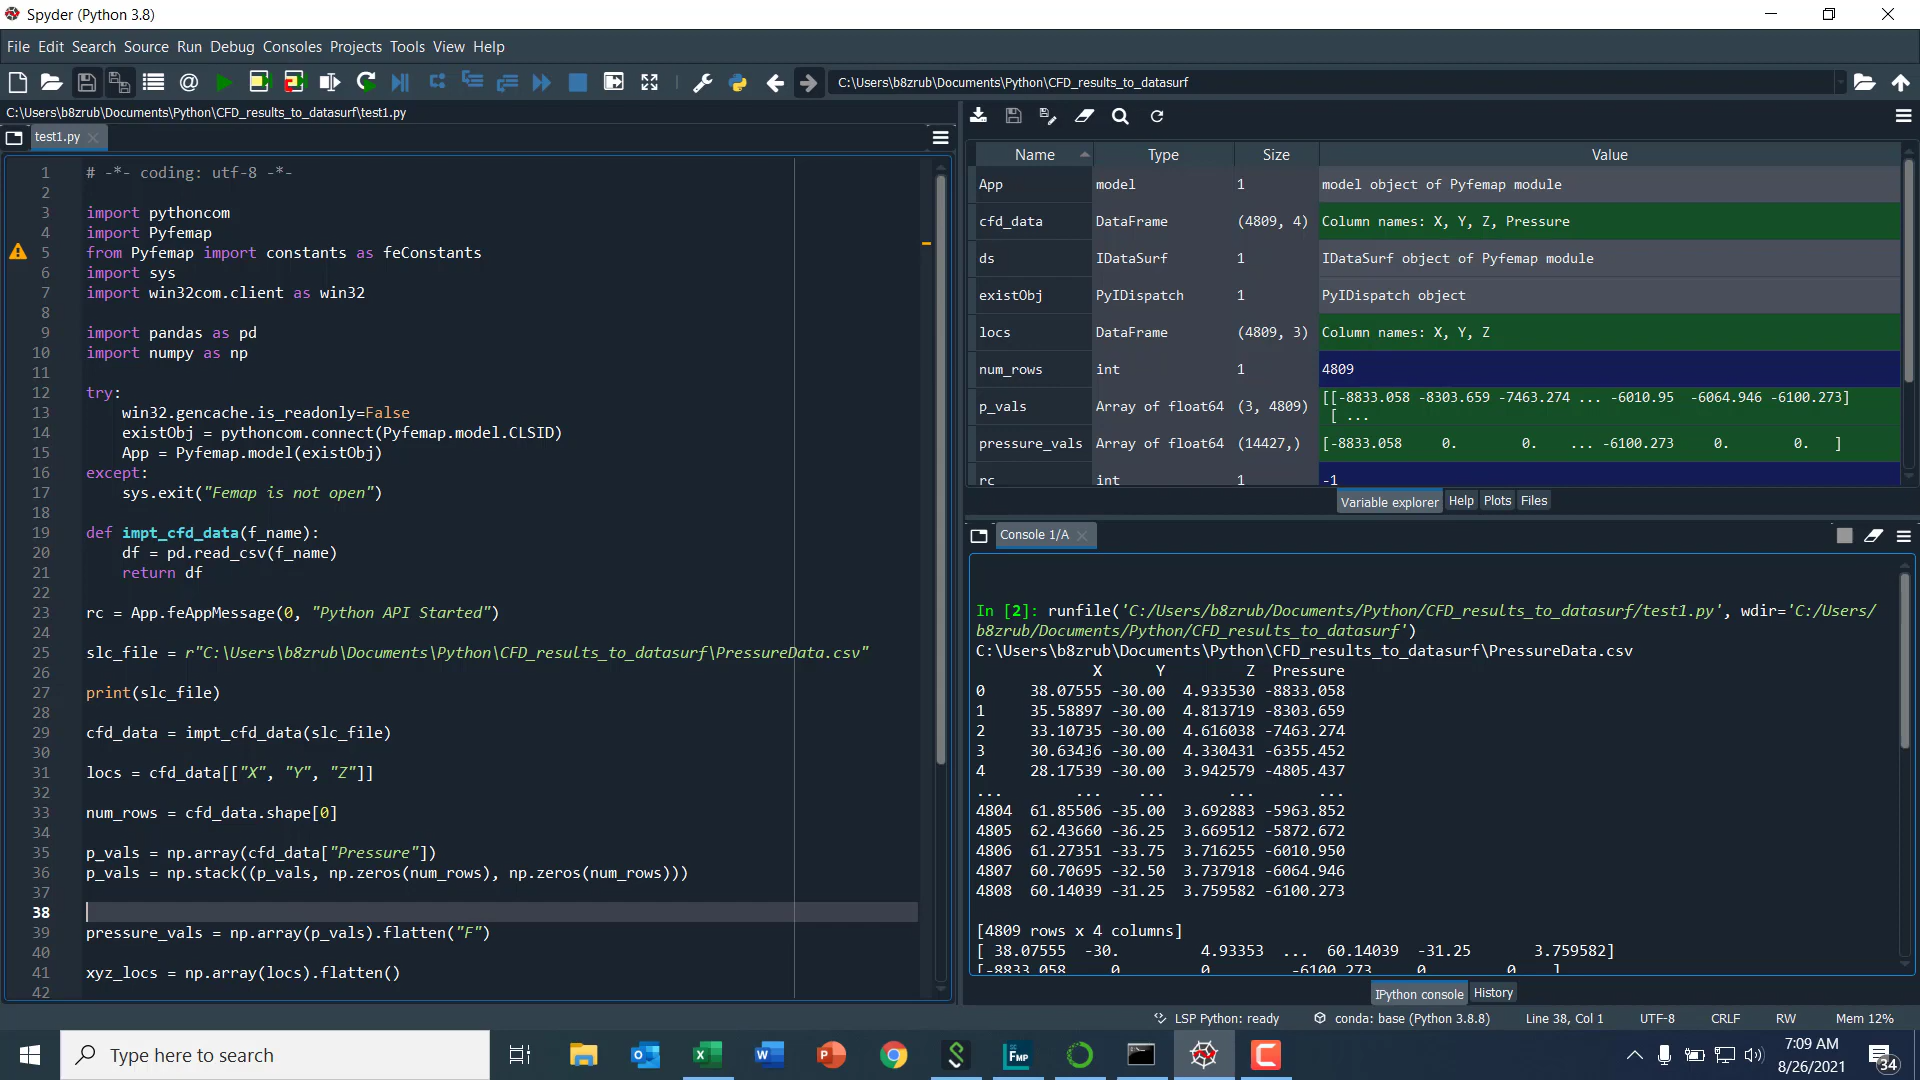 Spyder (Python 3.8)
File Edit Search Source Run Debug Consoles Projects Tools View Help
C:\Users\b8zrub\Documents\Python\CFD_results_to_datasurf
C:\Users\b8zrub\Documents\Python\CFD_results_to_datasurf\test1.py
test1.py
1 # -*- coding: utf-8 -*-
2
3 import pythoncom
4 import Pyfemap
5 from Pyfemap import constants as feConstants
6 import sys
7 import win32com.client as win32
8
9 import pandas as pd
10 import numpy as np
11
12 try:
13 win32.gencache.is_readonly=False
14 existObj = pythoncom.connect(Pyfemap.model.CLSID)
15 App = Pyfemap.model(existObj)
16 except:
17 sys.exit("Femap is not open")
18
19 def impt_cfd_data(f_name):
20 df = pd.read_csv(f_name)
21 return df
22
23 rc = App.feAppMessage(0, "Python API Started")
24
25 slc_file = r"C:\Users\b8zrub\Documents\Python\CFD_results_to_datasurf\PressureData.csv"
26
27 print(slc_file)
28
29 cfd_data = impt_cfd_data(slc_file)
30
31 locs = cfd_data[["X", "Y", "Z"]]
32
33 num_rows = cfd_data.shape[0]
34
35 p_vals = np.array(cfd_data["Pressure"])
36 p_vals = np.stack((p_vals, np.zeros(num_rows), np.zeros(num_rows)))
37
38
39 pressure_vals = np.array(p_vals).flatten("F")
40
41 xyz_locs = np.array(locs).flatten()
42
Name Type Size Value
App model 1 model object of Pyfemap module
cfd_data DataFrame (4809, 4) Column names: X, Y, Z, Pressure
ds IDataSurf 1 IDataSurf object of Pyfemap module
existObj PyIDispatch 1 PyIDispatch object
locs DataFrame (4809, 3) Column names: X, Y, Z
num_rows int 1 4809
p_vals Array of float64 (3, 4809) [[-8833.058 -8303.659 -7463.274 ... -6010.95 -6064.946 -6100.273]
[ ...
pressure_vals Array of float64 (14427,) [-8833.058 0. 0. ... -6100.273 0. 0. ]
rc int 1 -1
Variable explorer Help Plots Files
Console 1/A
In [2]: runfile('C:/Users/b8zrub/Documents/Python/CFD_results_to_datasurf/test1.py', wdir='C:/Users/
b8zrub/Documents/Python/CFD_results_to_datasurf')
C:\Users\b8zrub\Documents\Python\CFD_results_to_datasurf\PressureData.csv
X Y Z Pressure
0 38.07555 -30.00 4.933530 -8833.058
1 35.58897 -30.00 4.813719 -8303.659
2 33.10735 -30.00 4.616038 -7463.274
3 30.63436 -30.00 4.330431 -6355.452
4 28.17539 -30.00 3.942579 -4805.437
... ... ... ... ...
4804 61.85506 -35.00 3.692883 -5963.852
4805 62.43660 -36.25 3.669512 -5872.672
4806 61.27351 -33.75 3.716255 -6010.950
4807 60.70695 -32.50 3.737918 -6064.946
4808 60.14039 -31.25 3.759582 -6100.273
[4809 rows x 4 columns]
[ 38.07555 -30. 4.93353 ... 60.14039 -31.25 3.759582]
[-8833.058 0. 0. ... -6100.273 0. 0. ]
IPython console History
LSP Python: ready conda: base (Python 3.8.8) Line 38, Col 1 UTF-8 CRLF RW Mem 12%
Type here to search
FMP
7:09 AM
8/26/2021
34